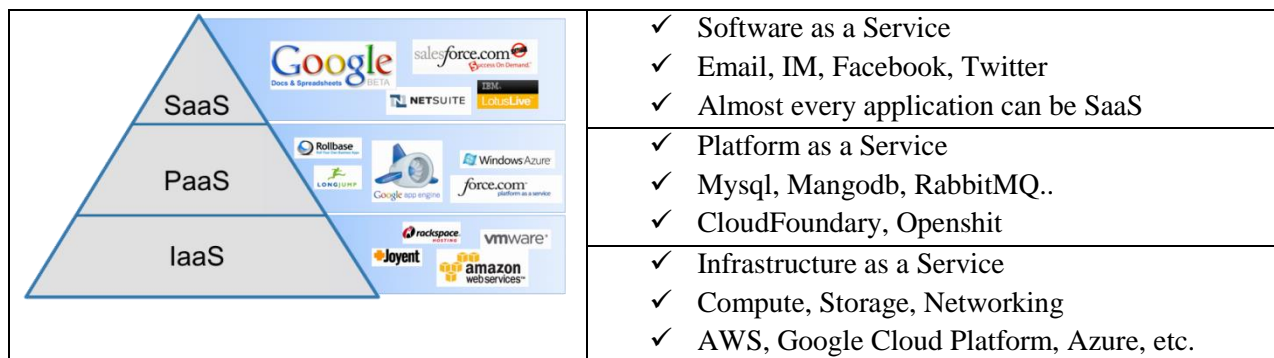 SaaS
Google
BETA
Docs & Spreadsheets
salesforce.com
Success On Demand.
NETSUITE
IBM
LotusLive
✓ Software as a Service
✓ Email, IM, Facebook, Twitter
✓ Almost every application can be SaaS
PaaS
Rollbase
LONGJUMP
Google app engine
Windows Azure
force.com
platform as a service
✓ Platform as a Service
✓ Mysql, Mangodb, RabbitMQ..
✓ CloudFoundary, Openshit
IaaS
rackspace.
HOSTING
vmware
Joyent
amazon
webservices™
✓ Infrastructure as a Service
✓ Compute, Storage, Networking
✓ AWS, Google Cloud Platform, Azure, etc.